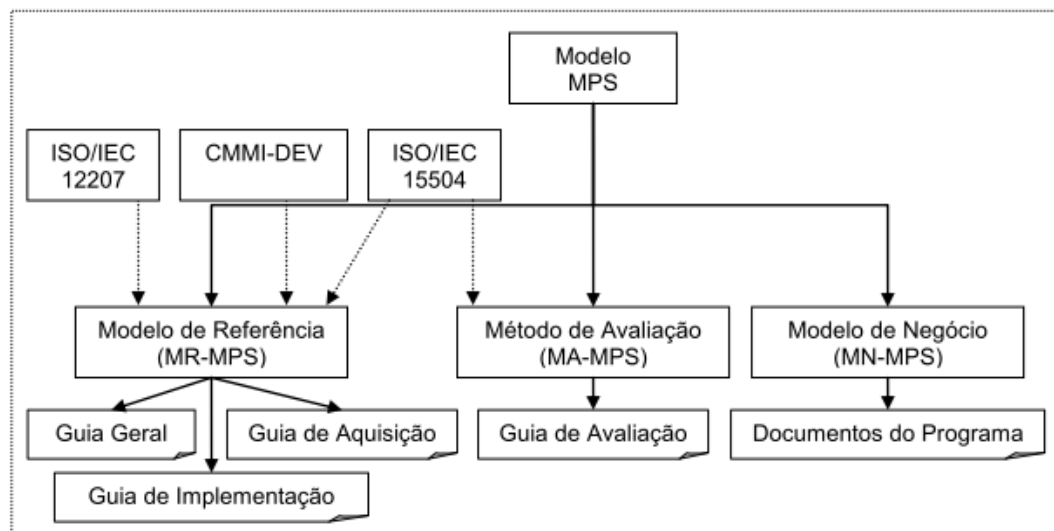 Modelo
MPS
ISO/IEC
12207
CMMI-DEV
ISO/IEC
15504
Modelo de Referência
(MR-MPS)
Método de Avaliação
(MA-MPS)
Modelo de Negócio
(MN-MPS)
Guia Geral
Guia de Aquisição
Guia de Avaliação
Documentos do Programa
Guia de Implementação